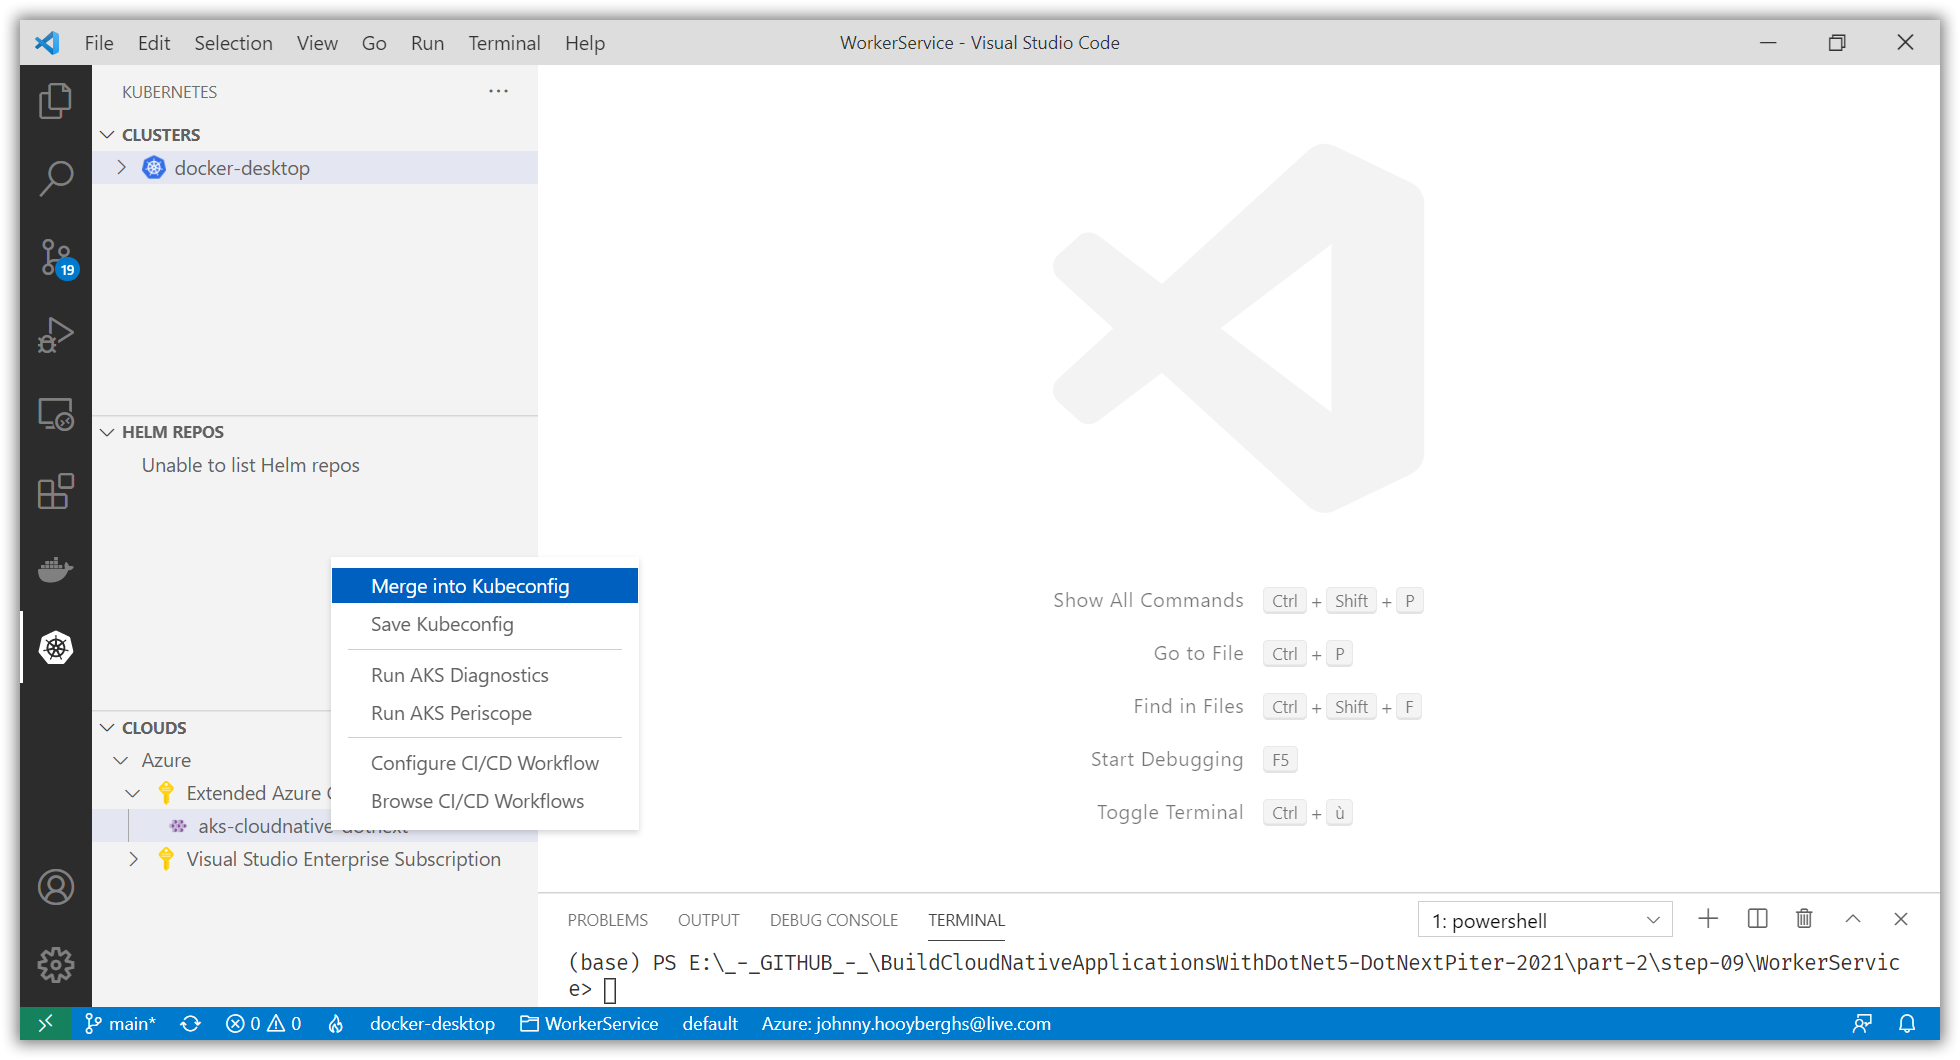 File Edit Selection View Go Run Terminal Help
WorkerService - Visual Studio Code
KUBERNETES
CLUSTERS
docker-desktop
19
HELM REPOS
Unable to list Helm repos
Merge into Kubeconfig
Save Kubeconfig
Run AKS Diagnostics
Run AKS Periscope
Configure CI/CD Workflow
Browse CI/CD Workflows
CLOUDS
Azure
Extended Azure
aks-cloudnative-dotnext
Visual Studio Enterprise Subscription
Show All Commands Ctrl + Shift + P
Go to File Ctrl + P
Find in Files Ctrl + Shift + F
Start Debugging F5
Toggle Terminal Ctrl + ù
PROBLEMS OUTPUT DEBUG CONSOLE TERMINAL
1: powershell
(base) PS E:\_-_GITHUB_-_\BuildCloudNativeApplicationsWithDotNet5-DotNextPiter-2021\part-2\step-09\WorkerServic
e>
main* 0 0 docker-desktop WorkerService default Azure: johnny.hooyberghs@live.com